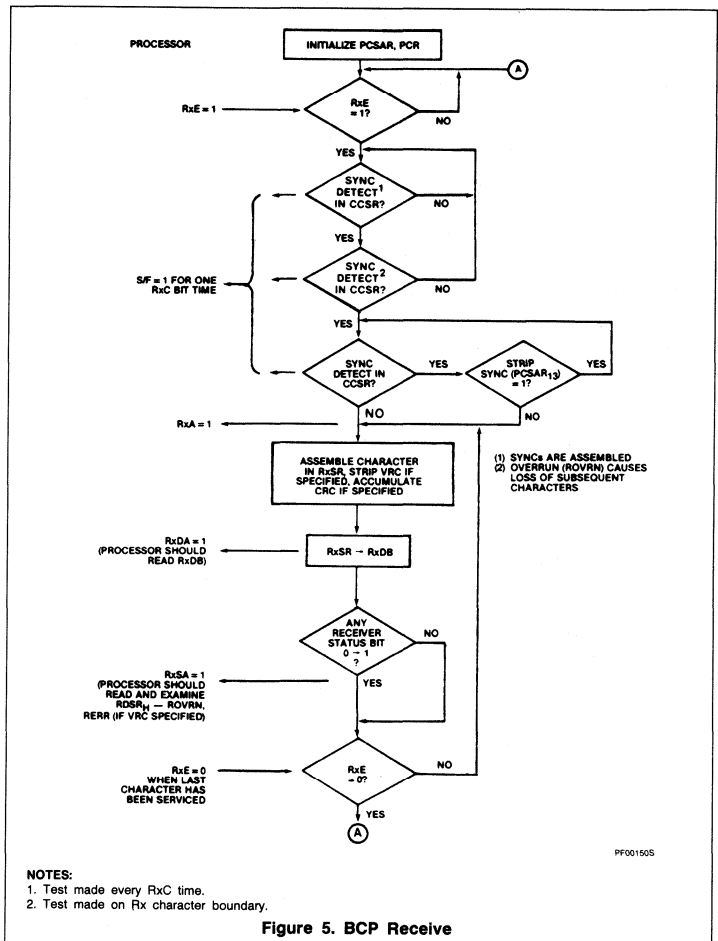 PROCESSOR
INITIALIZE PCSAR, PCR
A
RxE = 1
RxE
= 1?
NO
YES
SYNC
DETECT1
IN CCSR?
NO
YES
S/F = 1 FOR ONE
RxC BIT TIME
SYNC
DETECT2
IN CCSR?
NO
YES
SYNC
DETECT IN
CCSR?
YES
STRIP
SYNC (PCSAR13)
= 1?
YES
NO
NO
RxA = 1
ASSEMBLE CHARACTER
IN RxSR, STRIP VRC IF
SPECIFIED, ACCUMULATE
CRC IF SPECIFIED
(1) SYNCs ARE ASSEMBLED
(2) OVERRUN (ROVRN) CAUSES
LOSS OF SUBSEQUENT
CHARACTERS
RxDA = 1
(PROCESSOR SHOULD
READ RxDB)
RxSR → RxDB
ANY
RECEIVER
STATUS BIT
0 → 1
?
NO
YES
RxSA = 1
(PROCESSOR SHOULD
READ AND EXAMINE
RDSRH — ROVRN,
RERR (IF VRC SPECIFIED)
RxE = 0
WHEN LAST
CHARACTER HAS
BEEN SERVICED
RxE
= 0?
NO
YES
A
PF00150S
NOTES:
1. Test made every RxC time.
2. Test made on Rx character boundary.
Figure 5. BCP Receive